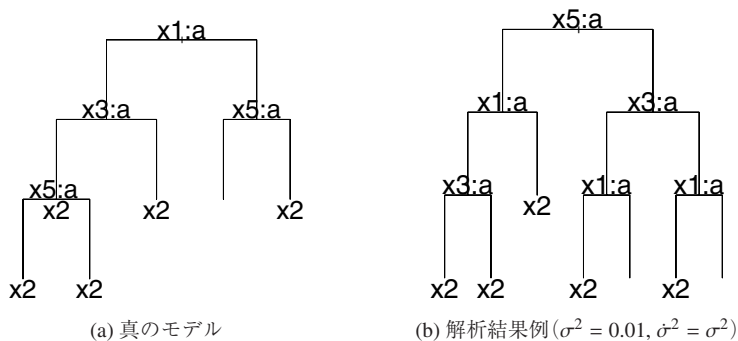 x1:a
x3:a x5:a
x5:a
x2 x2 x2
x2 x2
(a) 真のモデル
x5:a
x1:a x3:a
x3:a x2 x1:a x1:a
x2 x2 x2 x2
(b) 解析結果例(σ² = 0.01, σ̇² = σ²)